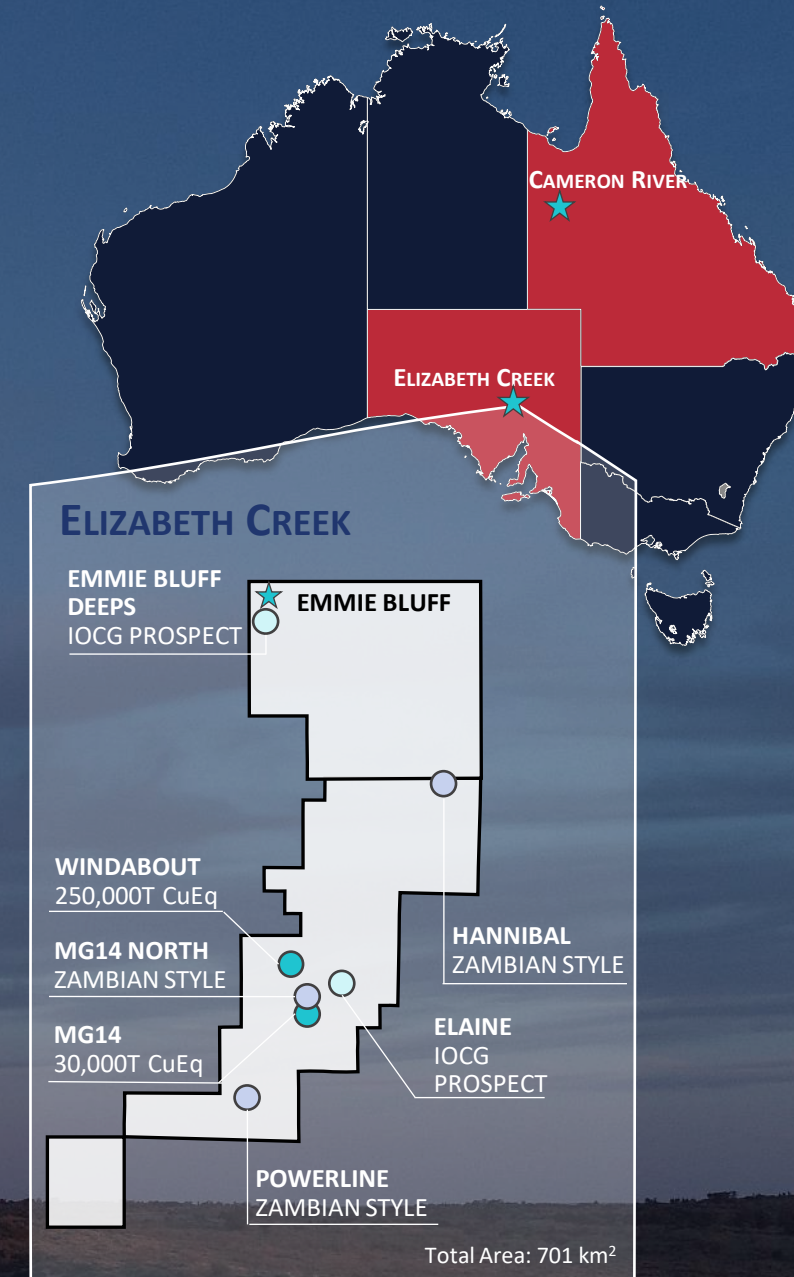 CAMERON RIVER
ELIZABETH CREEK
ELIZABETH CREEK
EMMIE BLUFF
DEEPS
IOCG PROSPECT
EMMIE BLUFF
WINDABOUT
250,000T CuEq
MG14 NORTH
ZAMBIAN STYLE
MG14
30,000T CuEq
HANNIBAL
ZAMBIAN STYLE
ELAINE
IOCG
PROSPECT
POWERLINE
ZAMBIAN STYLE
Total Area: 701 km²